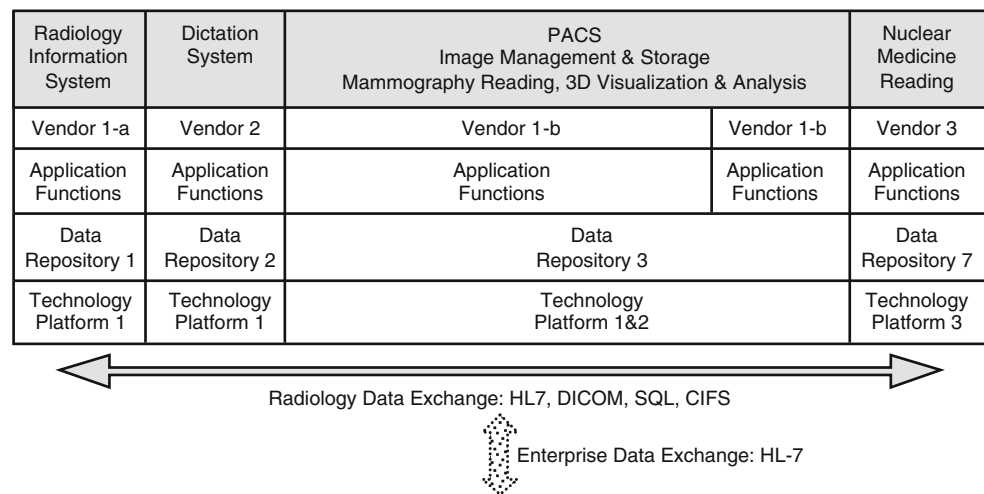 Radiology
Information
System
Dictation
System
PACS
Image Management & Storage
Mammography Reading, 3D Visualization & Analysis
Nuclear
Medicine
Reading
Vendor 1-a
Vendor 2
Vendor 1-b
Vendor 1-b
Vendor 3
Application
Functions
Application
Functions
Application
Functions
Application
Functions
Application
Functions
Data
Repository 1
Data
Repository 2
Data
Repository 3
Data
Repository 7
Technology
Platform 1
Technology
Platform 1
Technology
Platform 1&2
Technology
Platform 3
Radiology Data Exchange: HL7, DICOM, SQL, CIFS
Enterprise Data Exchange: HL-7